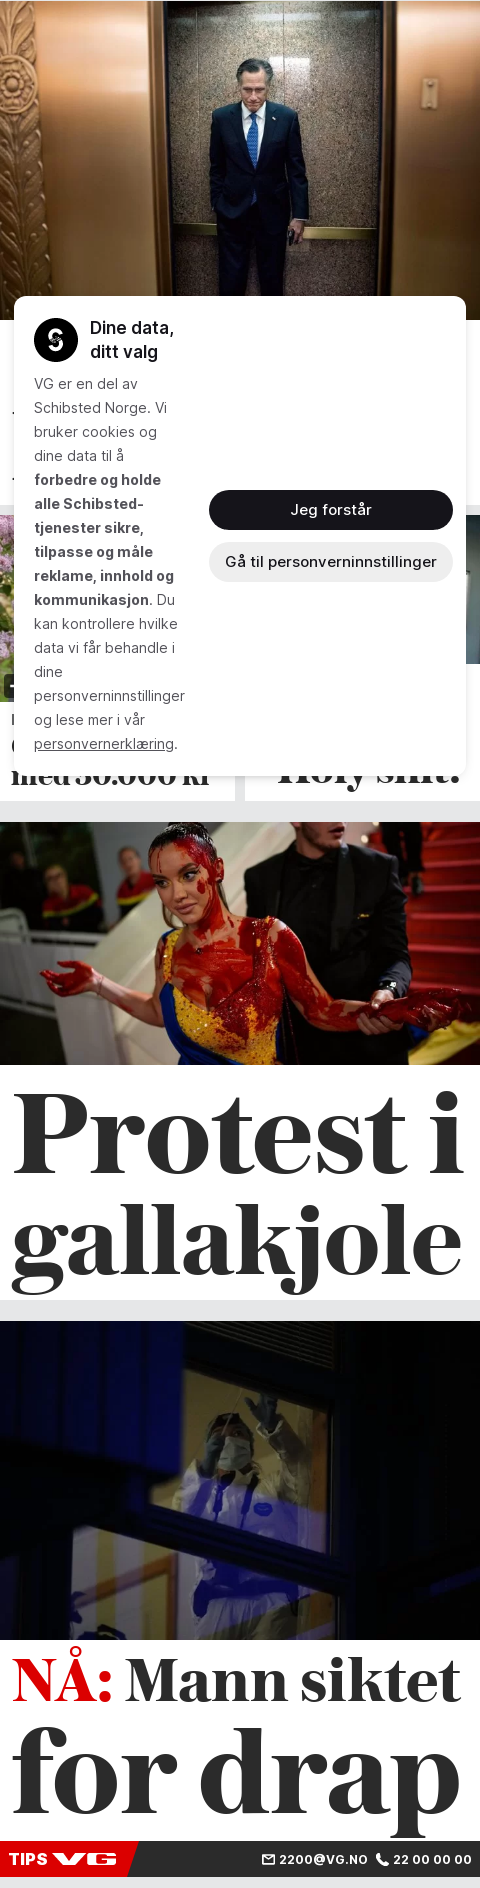 Dine data,
ditt valg
VG er en del av
Schibsted Norge. Vi
bruker cookies og
dine data til å
forbedre og holde
alle Schibsted-
tjenester sikre,
tilpasse og måle
reklame, innhold og
kommunikasjon. Du
kan kontrollere hvilke
data vi får behandle i
dine
personverninnstillinger
og lese mer i vår
personvernerklæring.
Jeg forstår
Gå til personverninnstillinger
med 30.000 kr
Holy shit!
Protest i
gallakjole
NÅ: Mann siktet
for drap
TIPS VG
2200@VG.NO 22 00 00 00